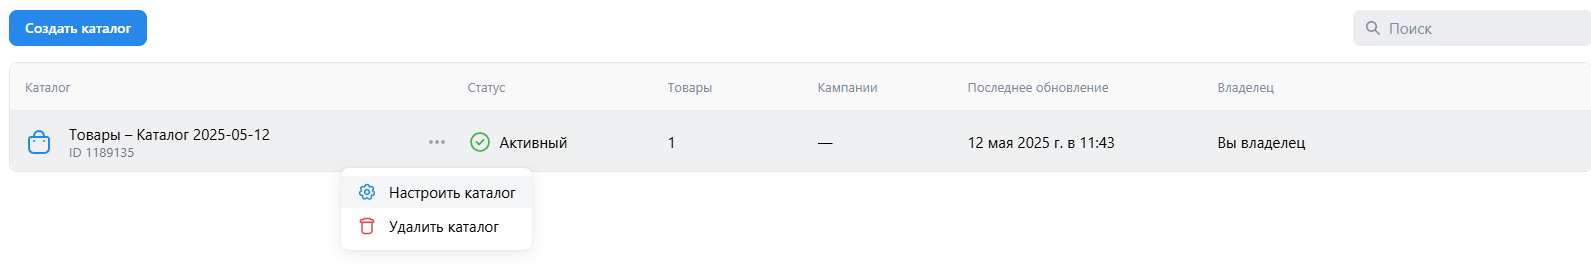 Создать каталог
Поиск
Каталог Статус Товары Кампании Последнее обновление Владелец
Товары – Каталог 2025-05-12
ID 1189135
••• Активный 1 — 12 мая 2025 г. в 11:43 Вы владелец
Настроить каталог
Удалить каталог